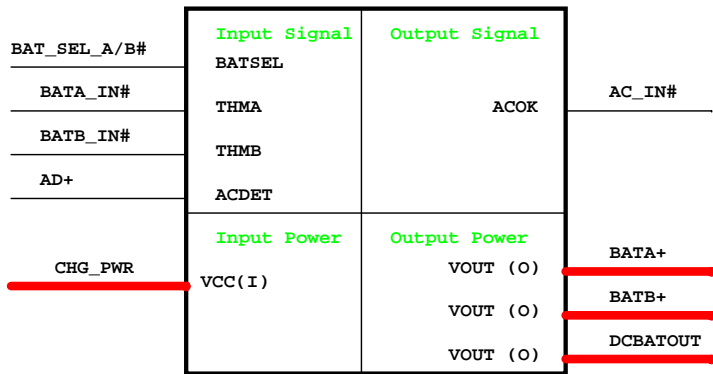 Input Signal Output Signal
BAT_SEL_A/B# BATSEL
BATA_IN# THMA ACOK AC_IN#
BATB_IN# THMB
AD+ ACDET
Input Power Output Power
CHG_PWR VCC(I) VOUT (O) BATA+
VOUT (O) BATB+
VOUT (O) DCBATOUT